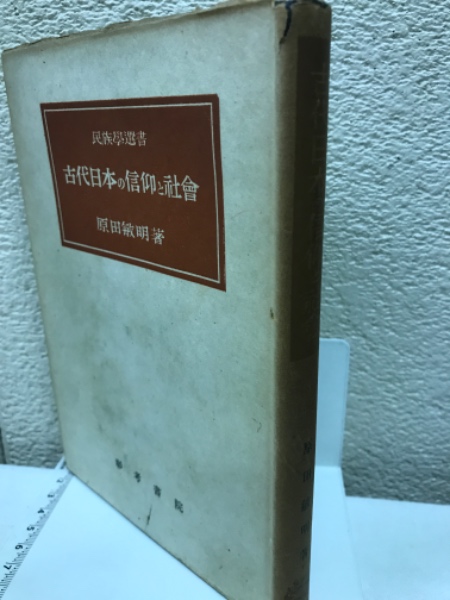 民族學選書
古代日本の信仰と社會
原田敏明著
彰考書院